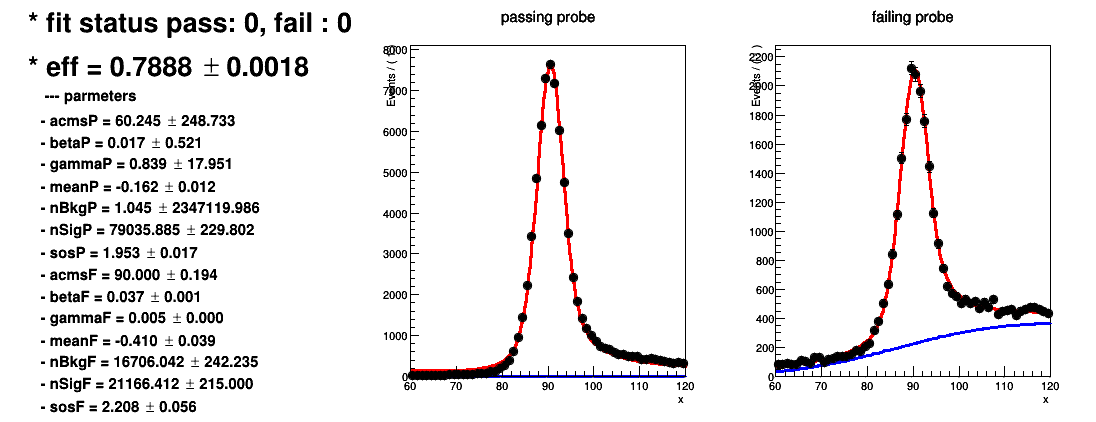 * fit status pass: 0, fail : 0
* eff = 0.7888 ± 0.0018
--- parmeters
- acmsP = 60.245 ± 248.733
- betaP = 0.017 ± 0.521
- gammaP = 0.839 ± 17.951
- meanP = -0.162 ± 0.012
- nBkgP = 1.045 ± 2347119.986
- nSigP = 79035.885 ± 229.802
- sosP = 1.953 ± 0.017
- acmsF = 90.000 ± 0.194
- betaF = 0.037 ± 0.001
- gammaF = 0.005 ± 0.000
- meanF = -0.410 ± 0.039
- nBkgF = 16706.042 ± 242.235
- nSigF = 21166.412 ± 215.000
- sosF = 2.208 ± 0.056
passing probe
Events / (
8000
7000
6000
5000
4000
3000
2000
1000
0
60 70 80 90 100 110 120
x
failing probe
Events / (
2200
2000
1800
1600
1400
1200
1000
800
600
400
200
0
60 70 80 90 100 110 120
x